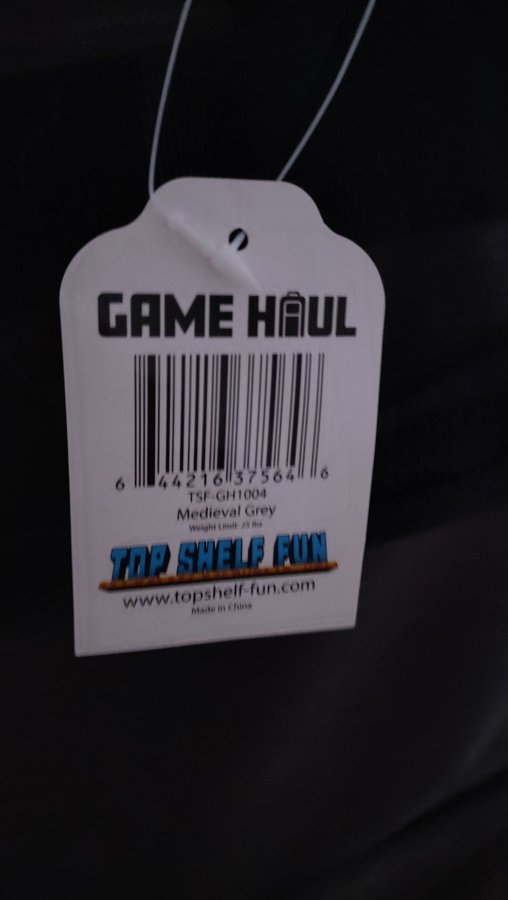 GAME HAUL
6 44216 37564 6
TSF-GH1004
Medieval Grey
Weight Limit: 25 lbs
TOP SHELF FUN
www.topshelf-fun.com
Made in China